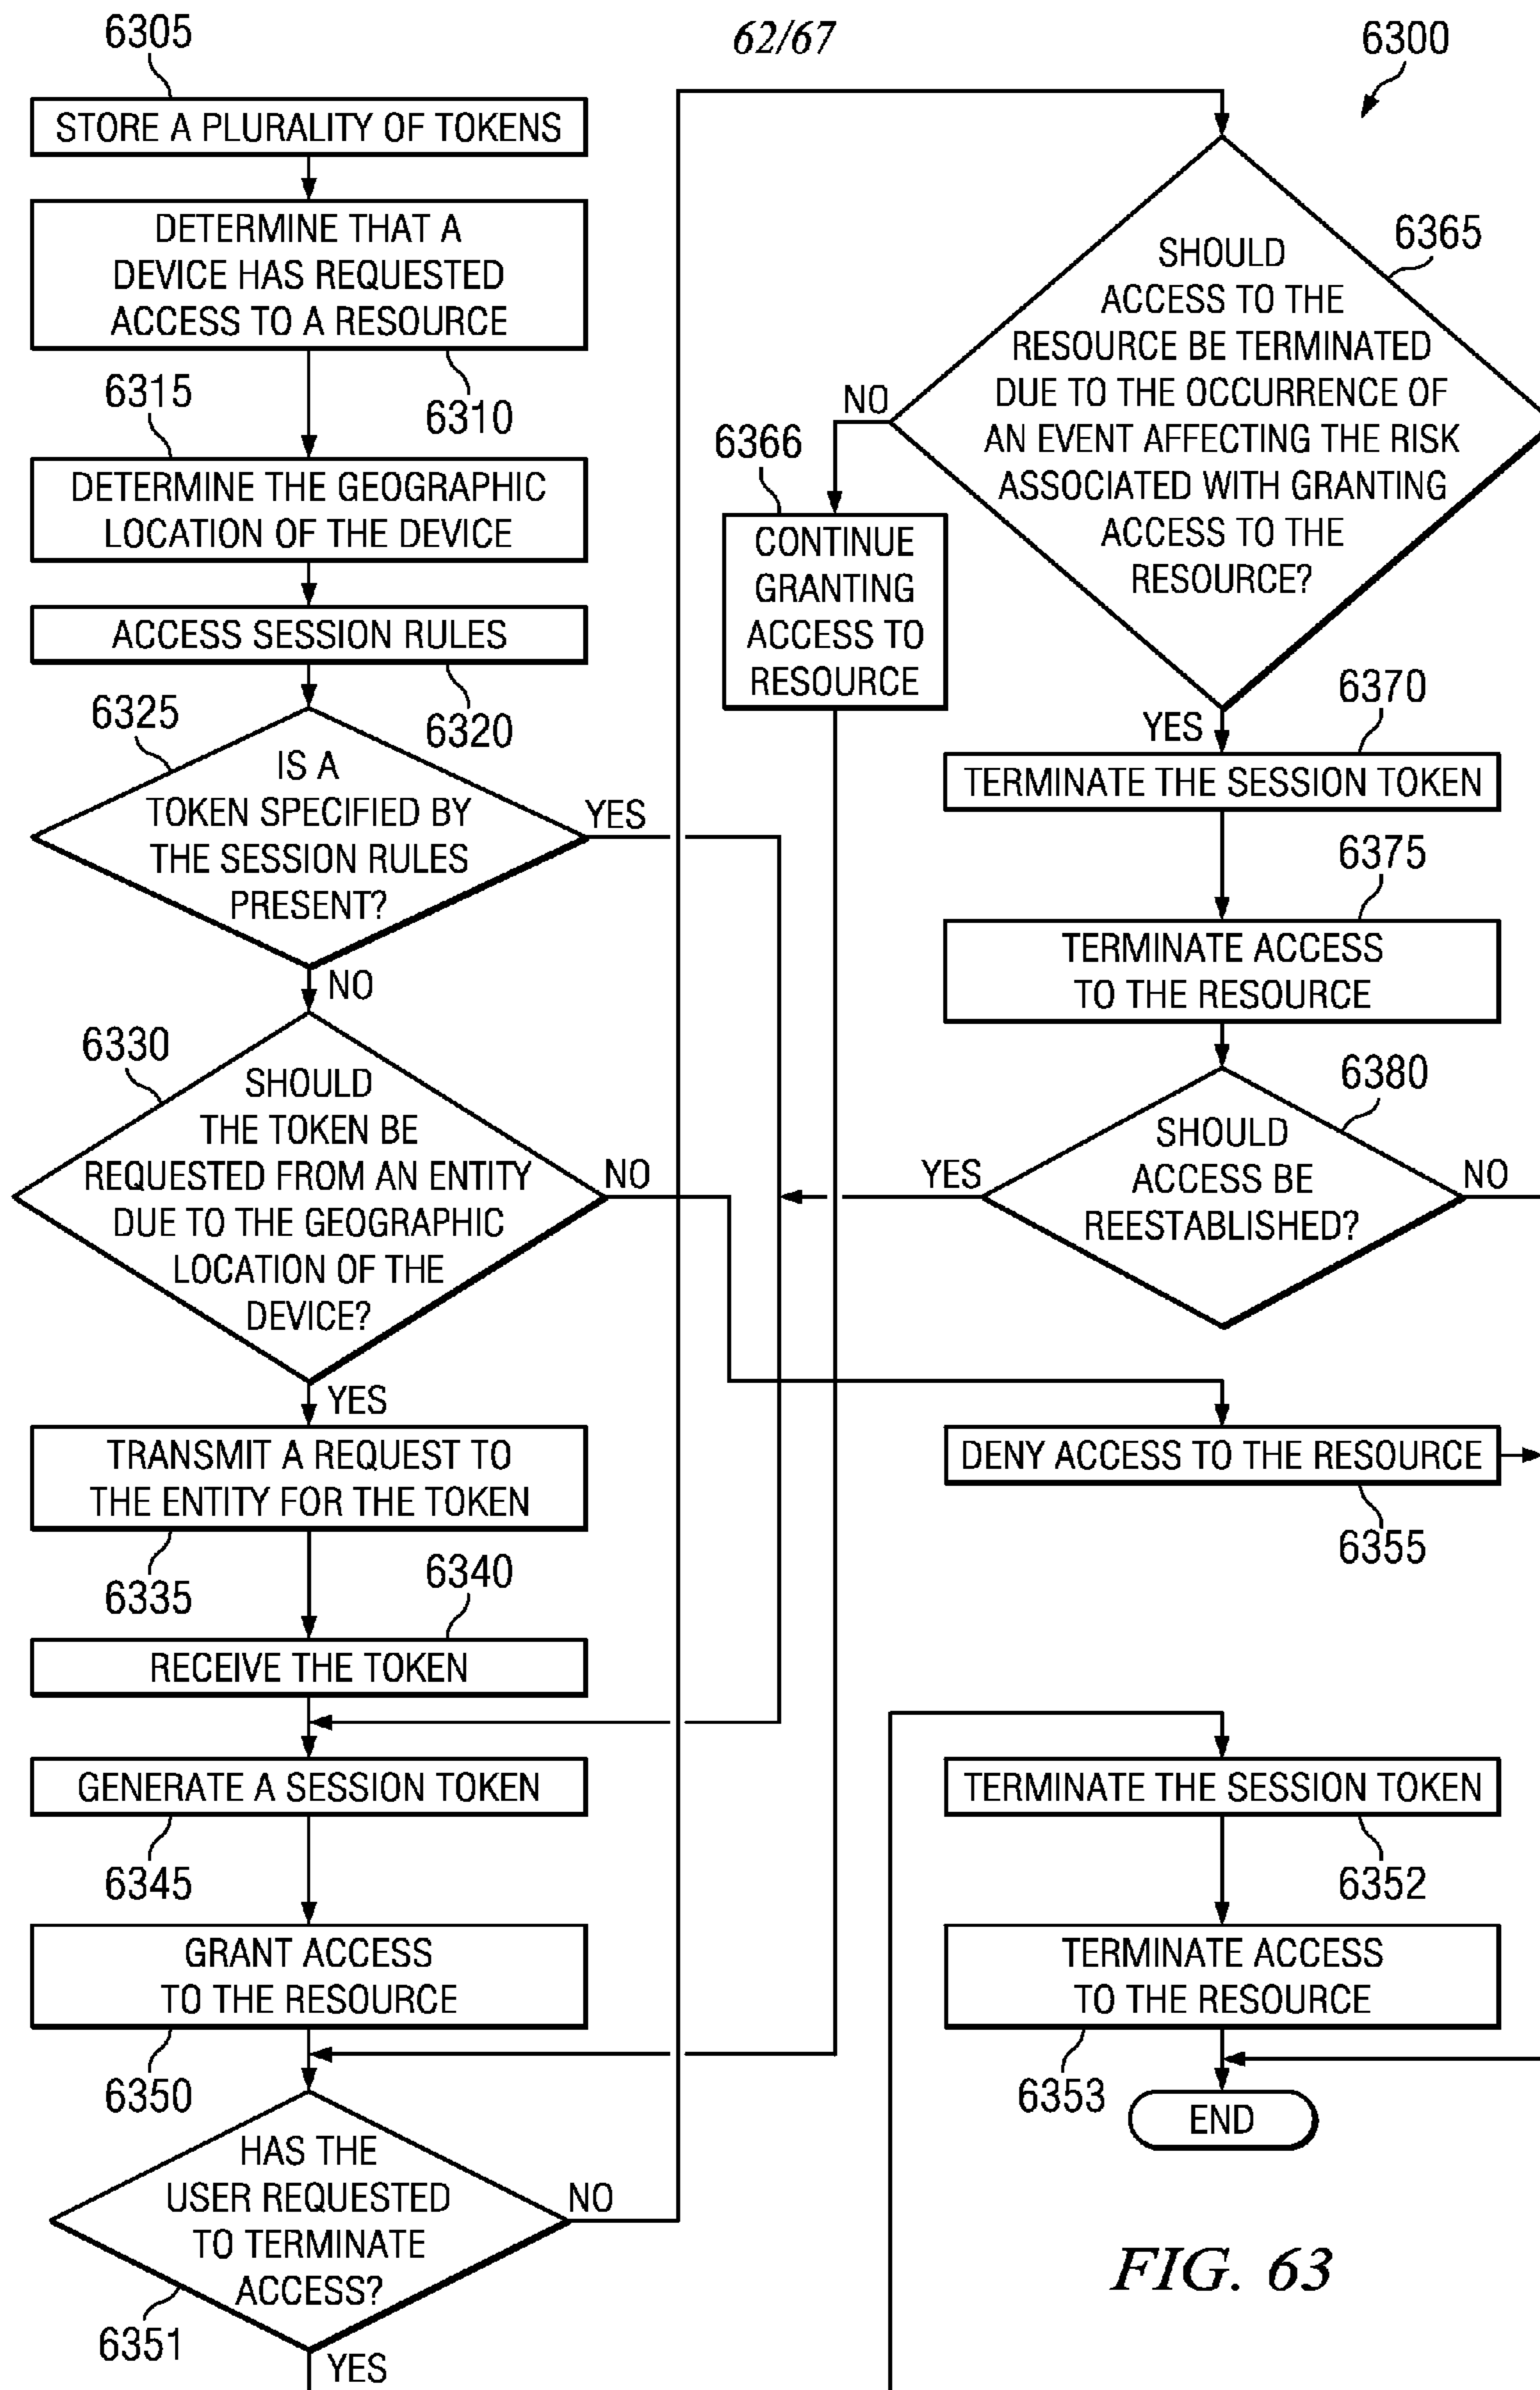 62/67
6300
6305
STORE A PLURALITY OF TOKENS
DETERMINE THAT A
DEVICE HAS REQUESTED
ACCESS TO A RESOURCE
6310
6315
DETERMINE THE GEOGRAPHIC
LOCATION OF THE DEVICE
ACCESS SESSION RULES
6320
6325
IS A
TOKEN SPECIFIED BY
THE SESSION RULES
PRESENT?
YES
NO
6330
SHOULD
THE TOKEN BE
REQUESTED FROM AN ENTITY
DUE TO THE GEOGRAPHIC
LOCATION OF THE
DEVICE?
NO
YES
TRANSMIT A REQUEST TO
THE ENTITY FOR THE TOKEN
6335
6340
RECEIVE THE TOKEN
GENERATE A SESSION TOKEN
6345
GRANT ACCESS
TO THE RESOURCE
6350
HAS THE
USER REQUESTED
TO TERMINATE
ACCESS?
NO
6351
YES
6365
SHOULD
ACCESS TO THE
RESOURCE BE TERMINATED
DUE TO THE OCCURRENCE OF
AN EVENT AFFECTING THE RISK
ASSOCIATED WITH GRANTING
ACCESS TO THE
RESOURCE?
NO
6366
CONTINUE
GRANTING
ACCESS TO
RESOURCE
YES
6370
TERMINATE THE SESSION TOKEN
6375
TERMINATE ACCESS
TO THE RESOURCE
6380
SHOULD
ACCESS BE
REESTABLISHED?
YES
NO
DENY ACCESS TO THE RESOURCE
6355
TERMINATE THE SESSION TOKEN
6352
TERMINATE ACCESS
TO THE RESOURCE
6353
END
FIG. 63